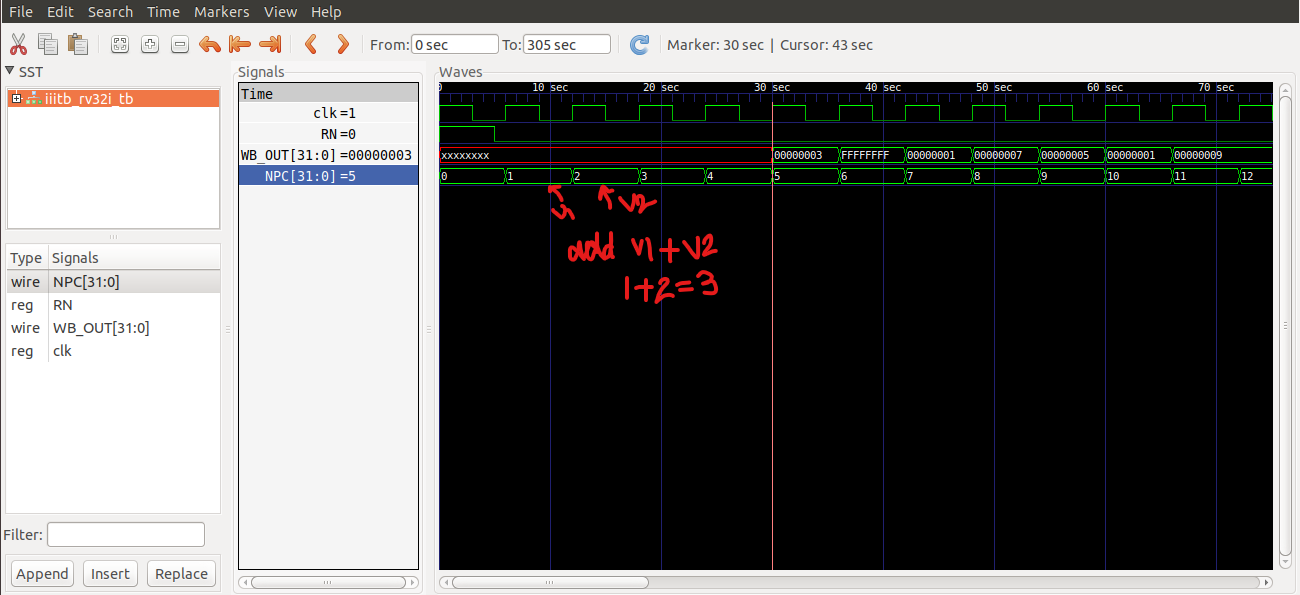 File Edit Search Time Markers View Help
From: 0 sec To: 305 sec Marker: 30 sec | Cursor: 43 sec
SST
iiitb_rv32i_tb
Type Signals
wire NPC[31:0]
reg RN
wire WB_OUT[31:0]
reg clk
Filter:
Append Insert Replace
Signals
Time
clk=1
RN=0
WB_OUT[31:0]=00000003
NPC[31:0]=5
Waves
0 10 sec 20 sec 30 sec 40 sec 50 sec 60 sec 70 sec
xxxxxxxx 00000003 FFFFFFFF 00000001 00000007 00000005 00000001 00000009
0 1 2 3 4 5 6 7 8 9 10 11 12
v1 v2
add v1+v2
1+2=3